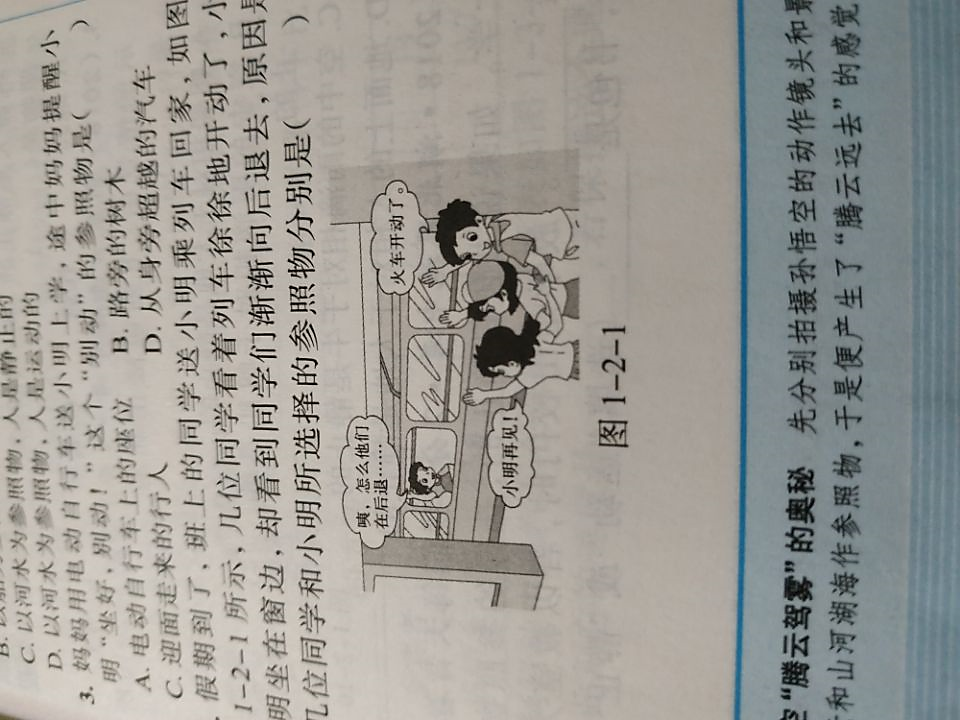 C. 以河水为参照物，人是静止的
D. 以河水为参照物，人是运动的
3. 妈妈用电动自行车送小明上学，途中妈妈提醒小
明“坐好，别动！”这个“别动”的参照物是(　　)
A. 电动自行车上的座位　B. 路旁的树木
C. 迎面走来的行人　D. 从身旁超越的汽车
假期到了，班上的同学送小明乘列车回家，如图
1-2-1 所示，几位同学看着列车徐徐地开动了，小
明坐在窗边，却看到同学们渐渐向后退去，原因是
几位同学和小明所选择的参照物分别是(　　)
咦，怎么他们
在后退……
火车开动了。
小明再见！
图 1-2-1
“腾云驾雾”的奥秘　先分别拍摄孙悟空的动作镜头和
和山河湖海作参照物，于是便产生了“腾云远去”的感觉